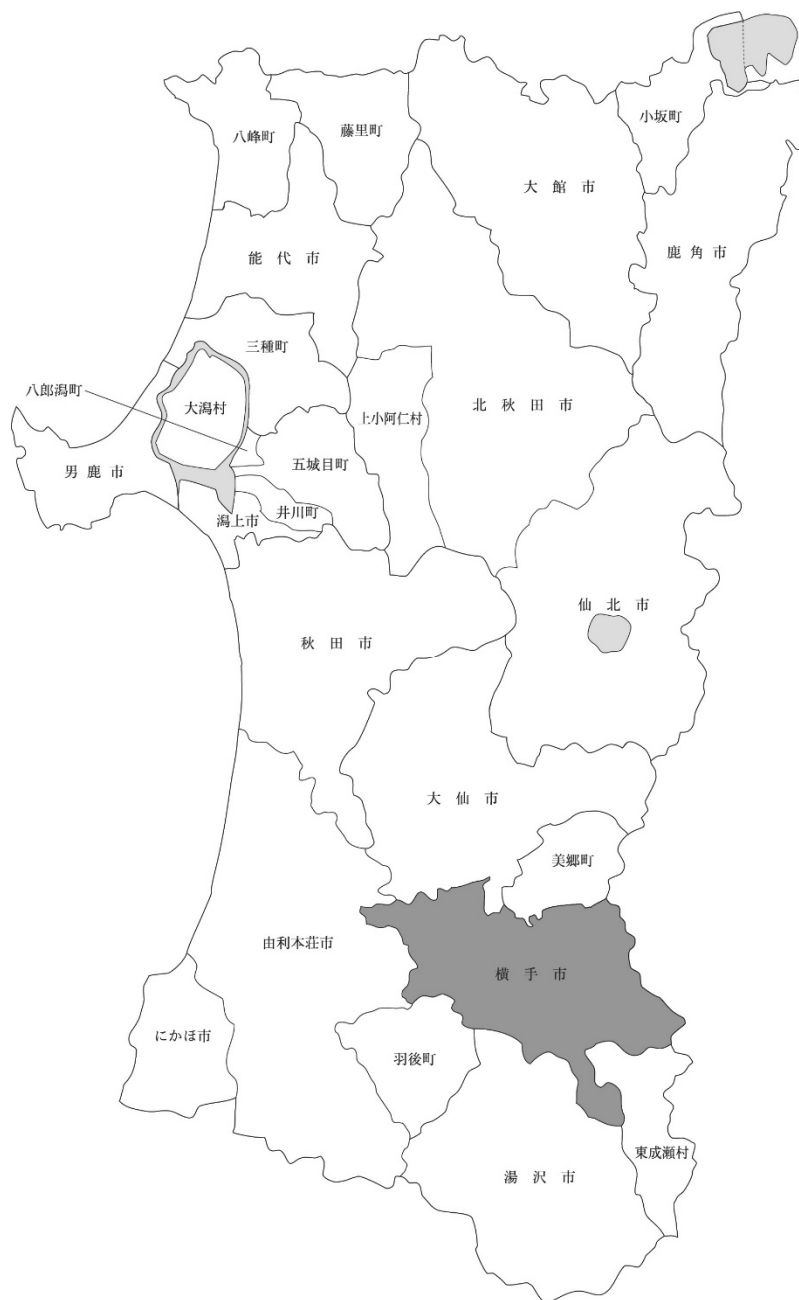 八峰町
藤里町
小坂町
大館市
能代市
鹿角市
三種町
八郎潟町
大潟村
上小阿仁村
北秋田市
男鹿市
五城目町
潟上市
井川町
仙北市
秋田市
大仙市
美郷町
由利本荘市
横手市
にかほ市
羽後町
東成瀬村
湯沢市